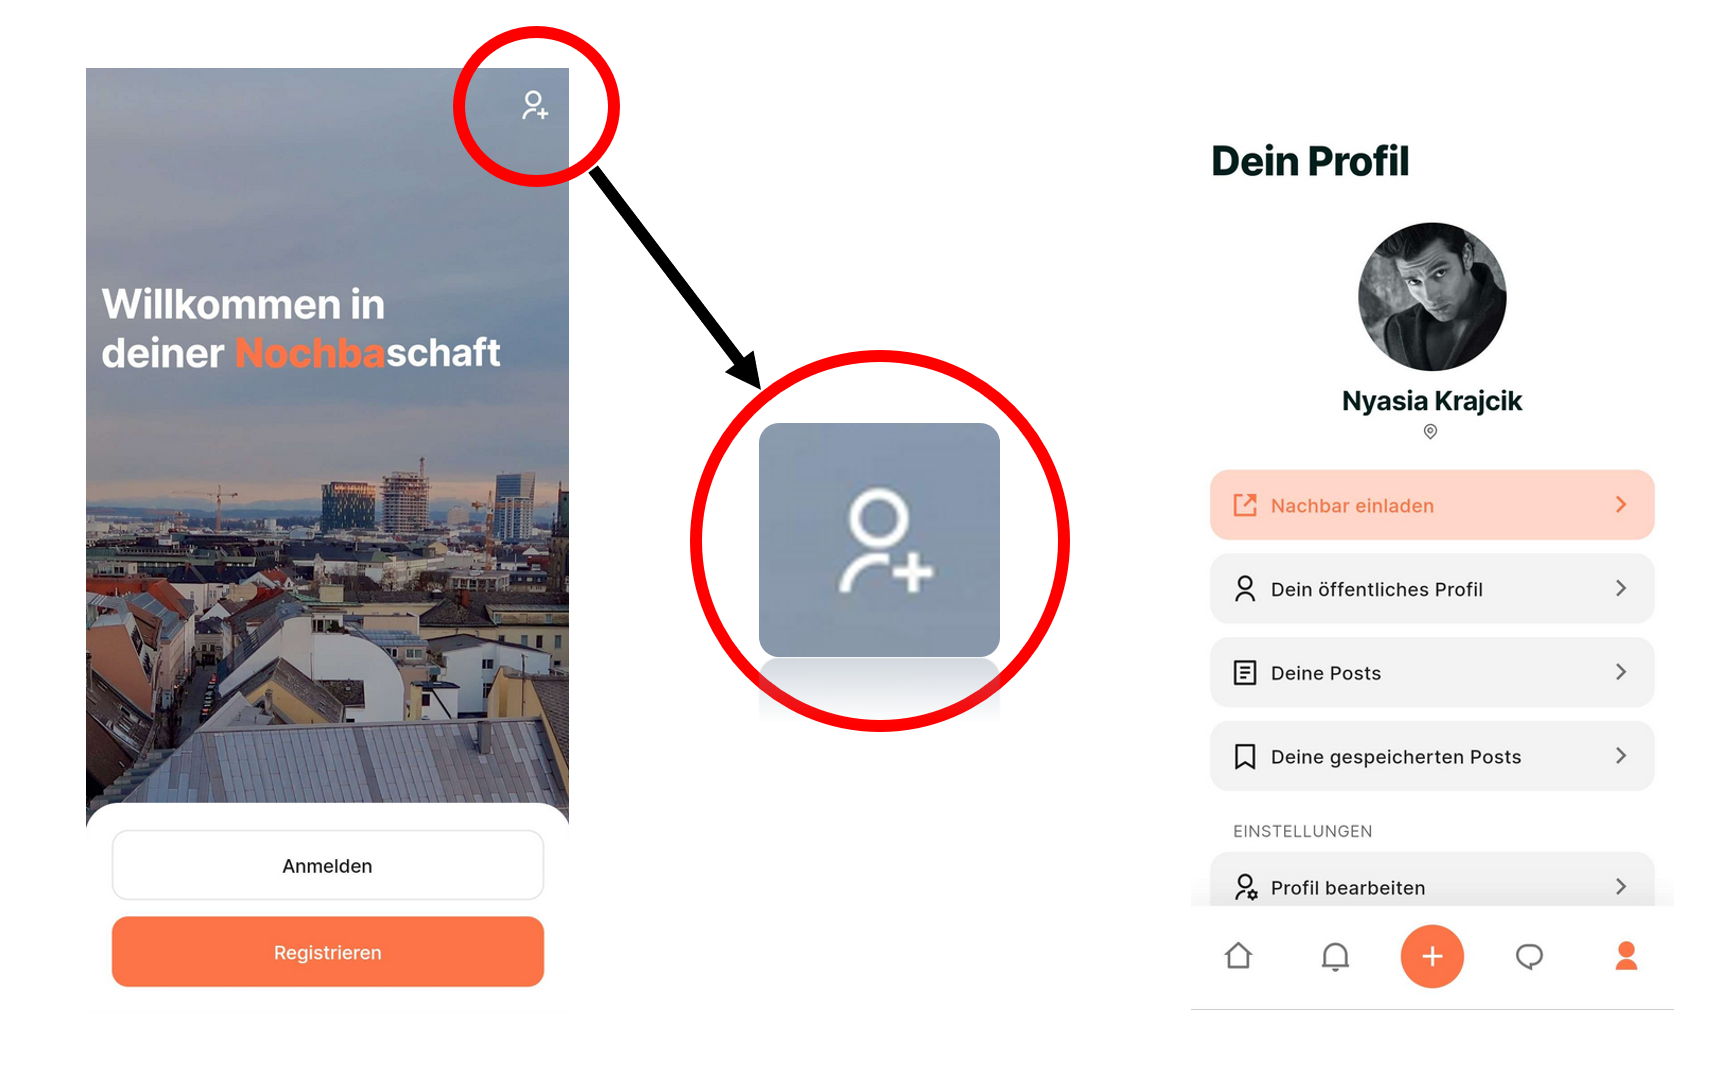 Willkommen in
deiner Nochbaschaft
Anmelden
Registrieren
Dein Profil
Nyasia Krajcik
Nachbar einladen
Dein öffentliches Profil
Deine Posts
Deine gespeicherten Posts
EINSTELLUNGEN
Profil bearbeiten